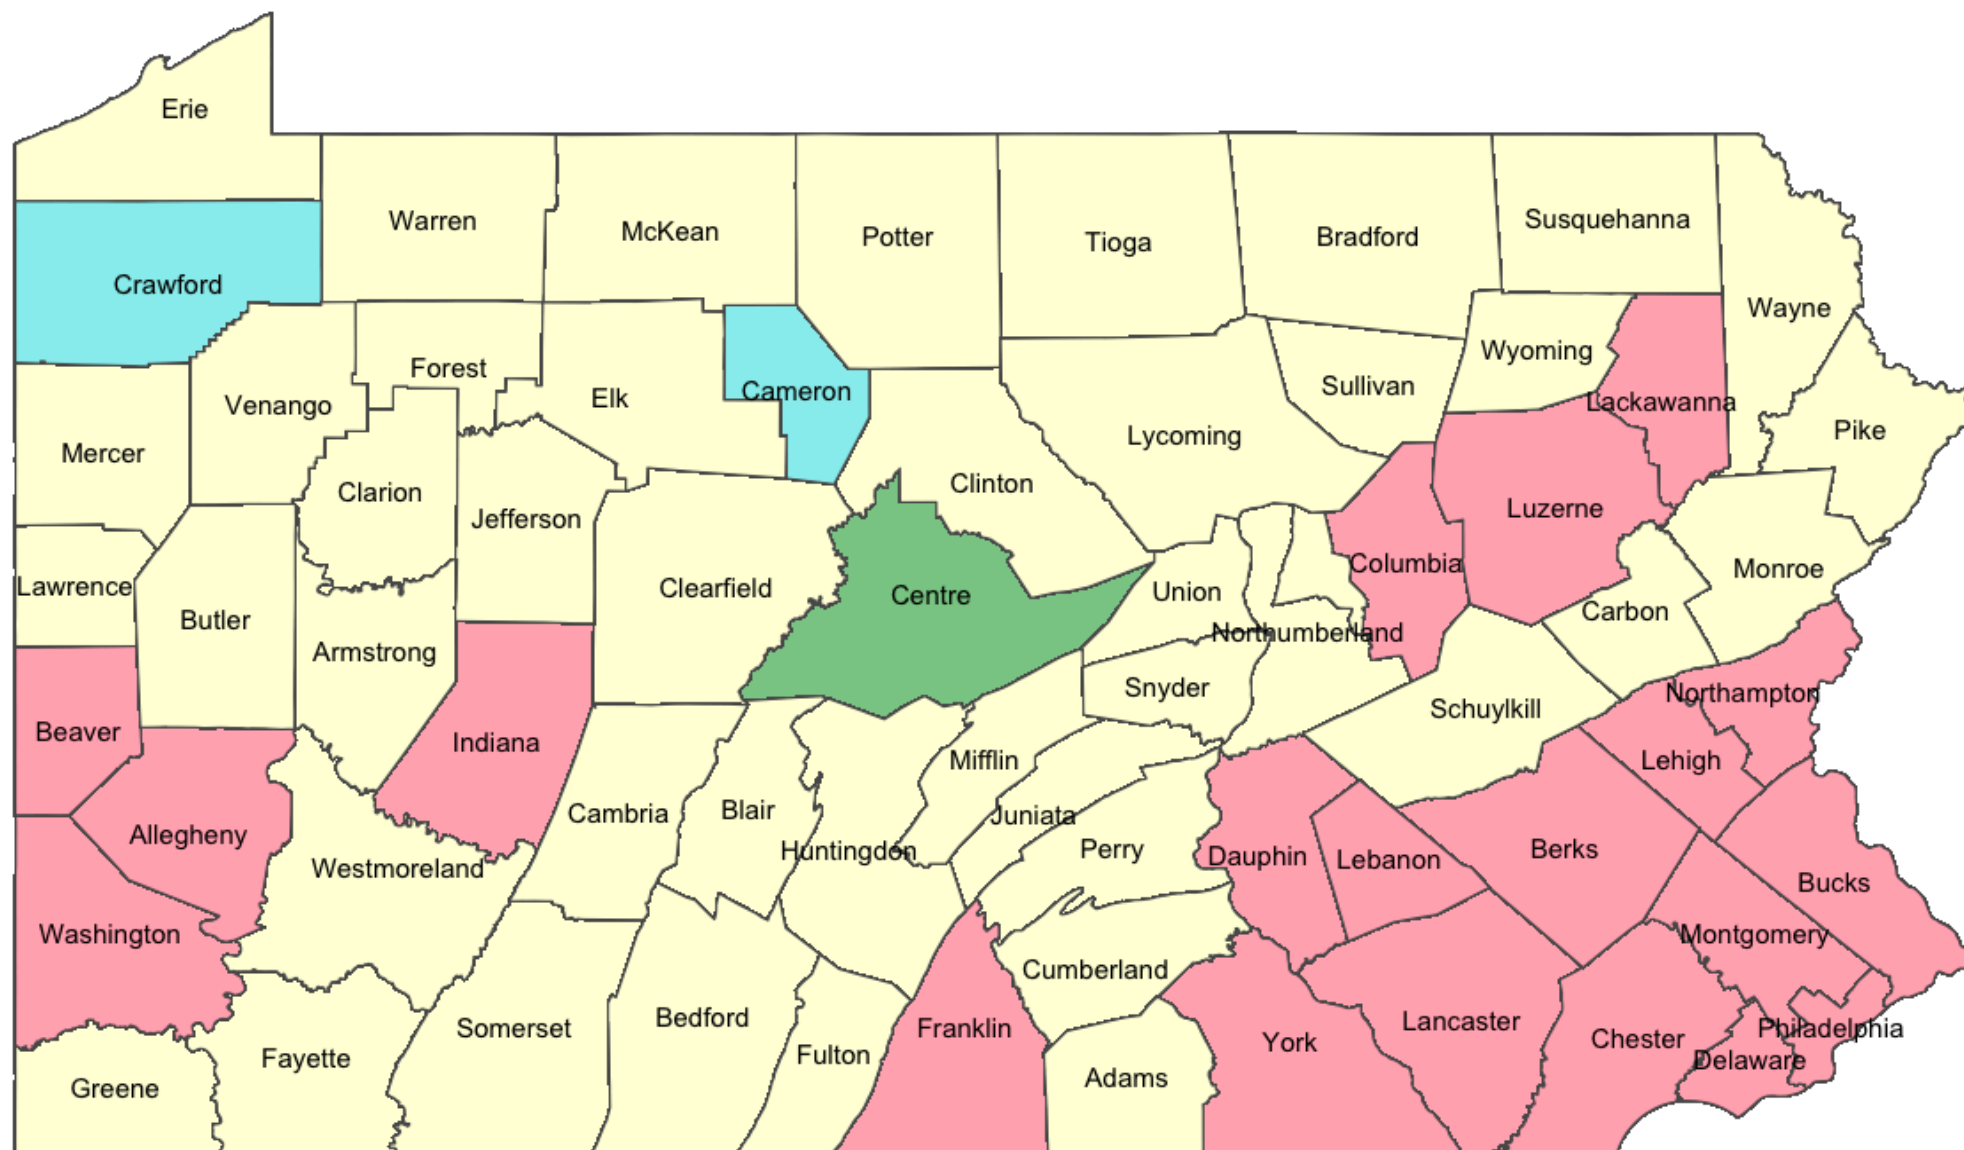 Erie
Warren
McKean
Potter
Tioga
Bradford
Susquehanna
Crawford
Wayne
Forest
Elk
Cameron
Sullivan
Wyoming
Lackawanna
Venango
Mercer
Lycoming
Pike
Clarion
Clinton
Jefferson
Luzerne
Columbia
Monroe
Lawrence
Clearfield
Centre
Union
Carbon
Butler
Northumberland
Armstrong
Snyder
Northampton
Schuylkill
Beaver
Indiana
Mifflin
Lehigh
Cambria
Blair
Juniata
Allegheny
Huntingdon
Perry
Dauphin
Lebanon
Berks
Westmoreland
Bucks
Washington
Montgomery
Cumberland
Somerset
Bedford
Franklin
Lancaster
Philadelphia
York
Chester
Fayette
Fulton
Delaware
Greene
Adams